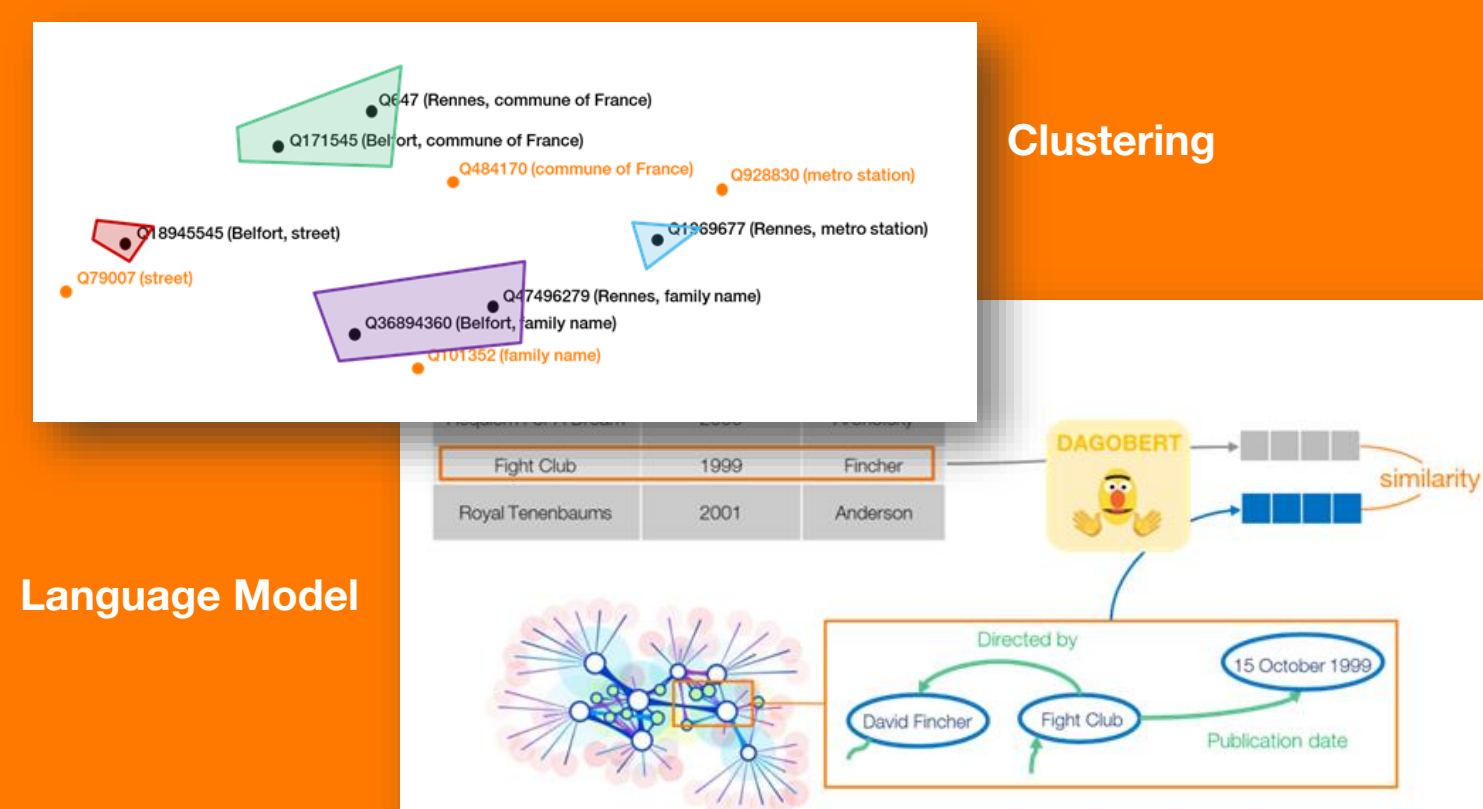 Q647 (Rennes, commune of France)
Q171545 (Belfort, commune of France)
Q484170 (commune of France)
Q928830 (metro station)
Q18945545 (Belfort, street)
Q1969677 (Rennes, metro station)
Q79007 (street)
Q47496279 (Rennes, family name)
Q36894360 (Belfort, family name)
Q101352 (family name)
Clustering
Language Model
Fight Club 1999 Fincher
Royal Tenenbaums 2001 Anderson
DAGOBERT
similarity
Directed by
15 October 1999
David Fincher
Fight Club
Publication date